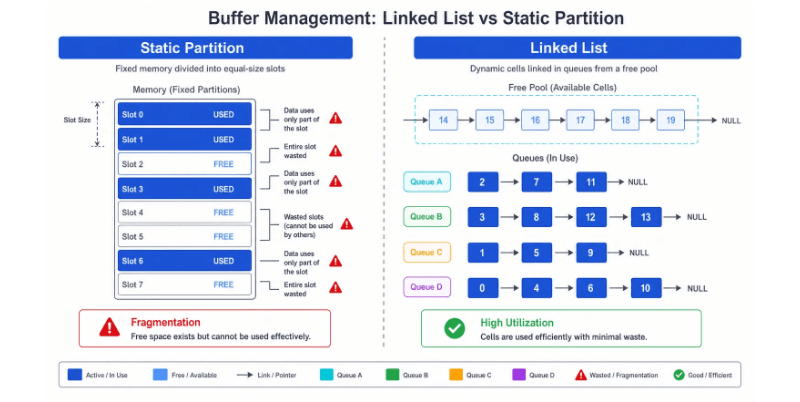 Buffer Management: Linked List vs Static Partition
Static Partition
Fixed memory divided into equal-size slots
Memory (Fixed Partitions)
Slot Size
Slot 0 USED
Slot 1 USED
Slot 2 FREE
Slot 3 USED
Slot 4 FREE
Slot 5 FREE
Slot 6 USED
Slot 7 FREE
Data uses
only part of
the slot
Entire slot
wasted
Data uses
only part of
the slot
Wasted slots
(cannot be used
by others)
Data uses
only part of
the slot
Entire slot
wasted
Fragmentation
Free space exists but cannot be used effectively.
Linked List
Dynamic cells linked in queues from a free pool
Free Pool (Available Cells)
14 15 16 17 18 19 NULL
Queues (In Use)
Queue A 2 7 11 NULL
Queue B 3 8 12 13 NULL
Queue C 1 5 9 NULL
Queue D 0 4 6 10 NULL
High Utilization
Cells are used efficiently with minimal waste.
Active / In Use Free / Available Link / Pointer Queue A Queue B Queue C Queue D Wasted / Fragmentation Good / Efficient